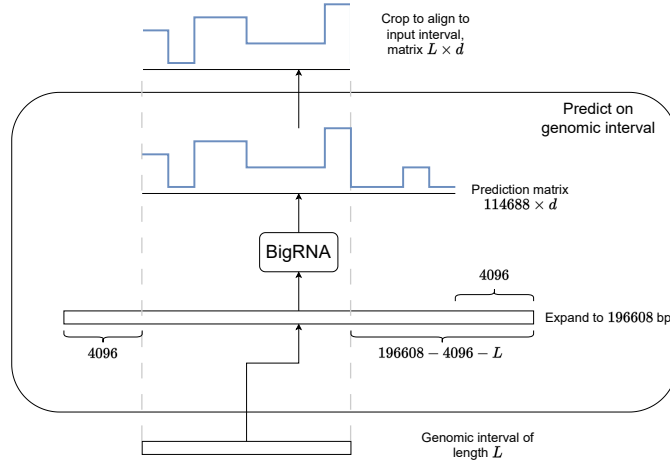 Crop to align to
input interval,
matrix L × d
Predict on
genomic interval
Prediction matrix
114688 × d
BigRNA
4096
Expand to 196608 bp
4096
196608 − 4096 − L
Genomic interval of
length L